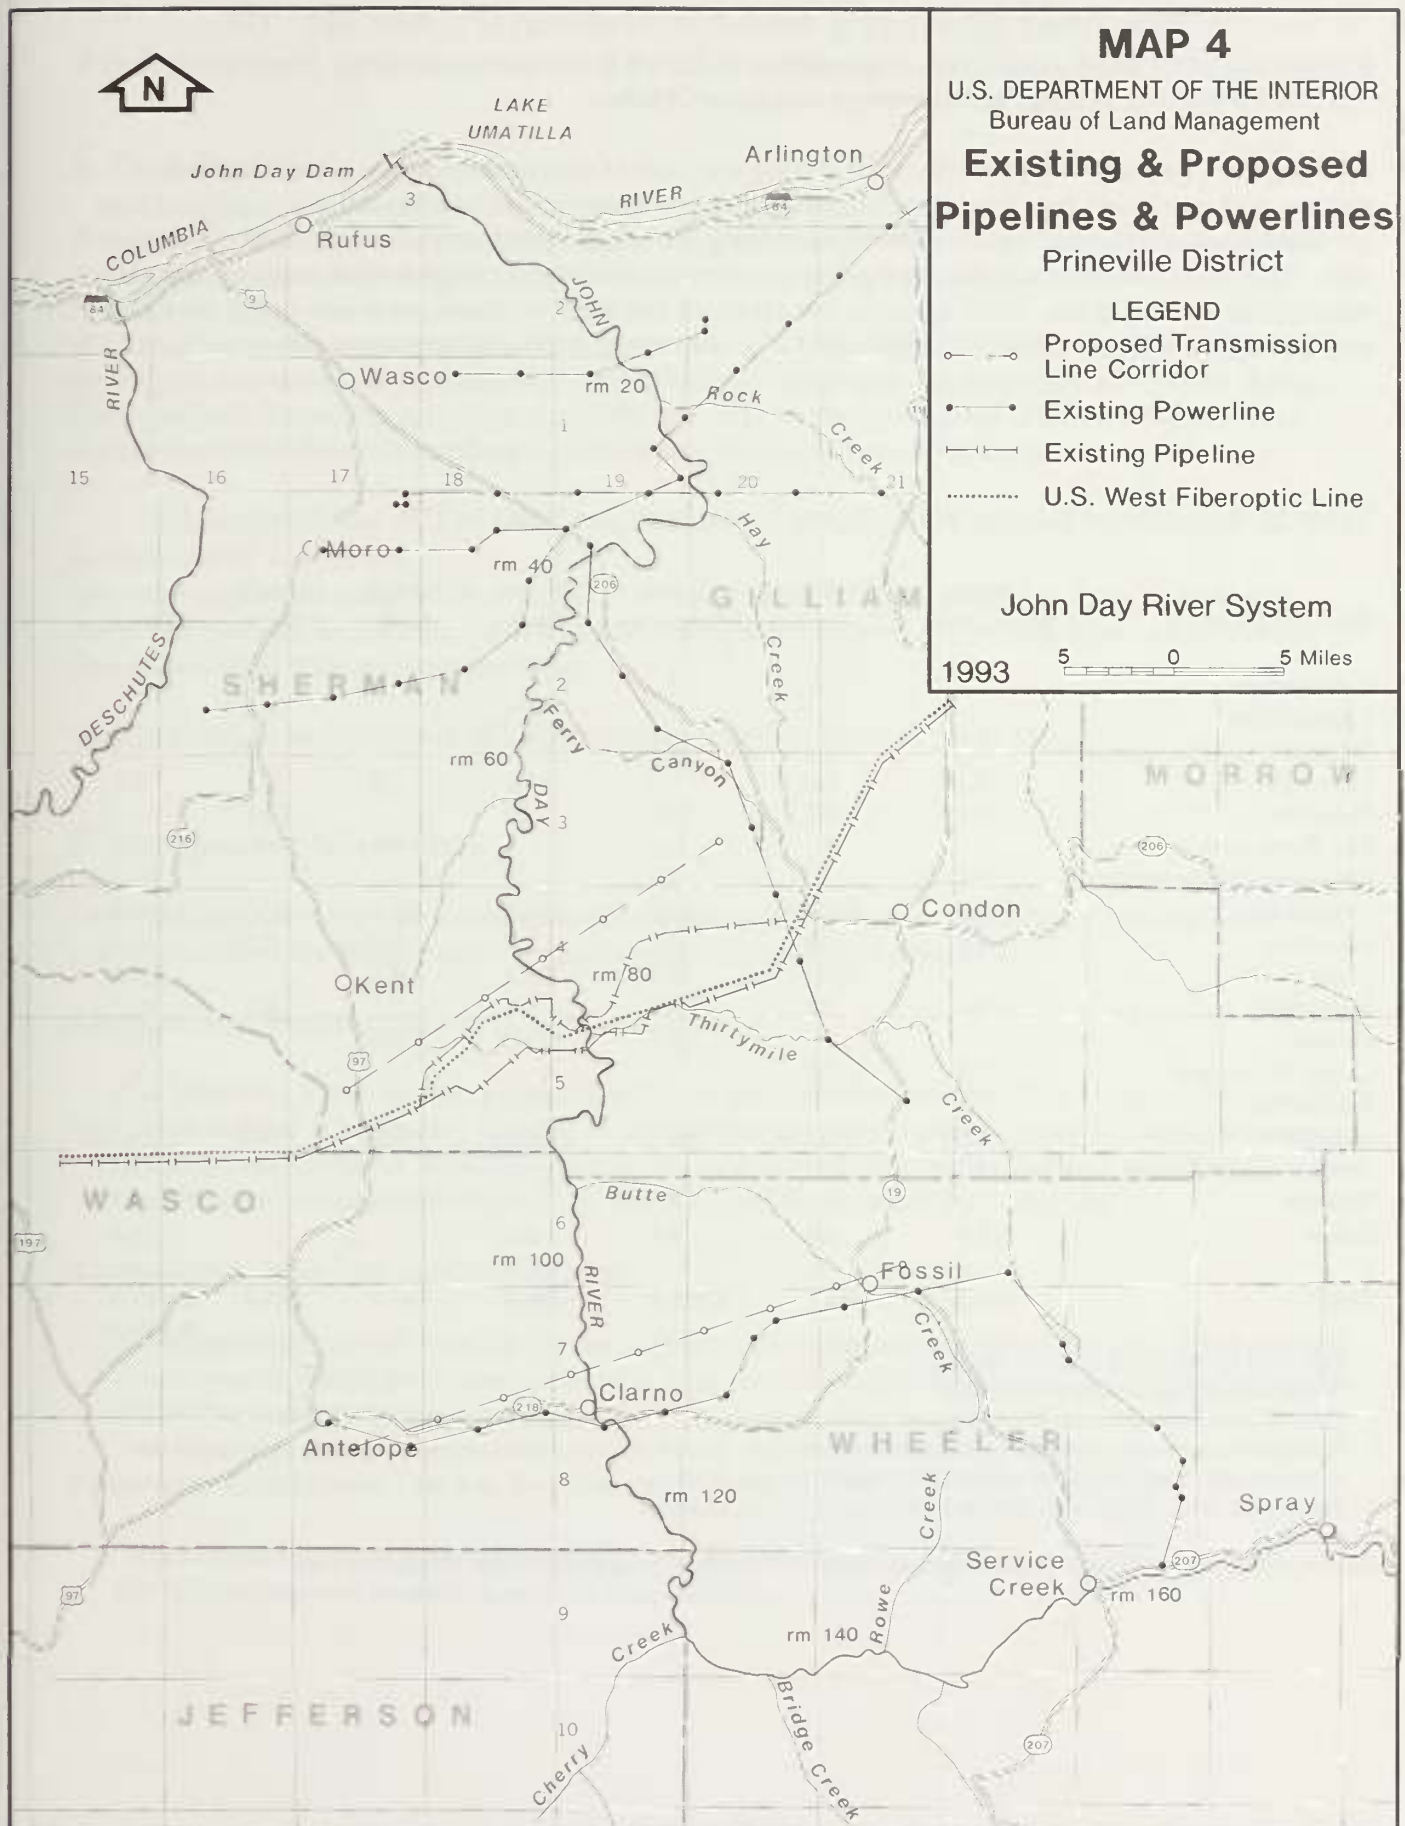 MAP 4
U.S. DEPARTMENT OF THE INTERIOR
Bureau of Land Management
Existing & Proposed
Pipelines & Powerlines
Prineville District
LEGEND
Proposed Transmission
Line Corridor
Existing Powerline
Existing Pipeline
U.S. West Fiberoptic Line
John Day River System
1993
5 0 5 Miles
N
LAKE
UMATILLA
Arlington
John Day Dam
3
RIVER
84
COLUMBIA
Rufus
84
9
2
JOHN
RIVER
Wasco
rm 20
Rock
1
Creek
15
16
17
18
19
20
21
Hay
Moro
rm 40
206
GILLIAM
DESCHUTES
SHERMAN
Creek
2
Ferry
Canyon
rm 60
DAY
MORROW
3
216
206
Condon
4
rm 80
Kent
Thirtymile
97
5
Creek
WASCO
Butte
19
6
197
rm 100
RIVER
Fossil
Creek
7
Clarno
218
Antelope
WHEELER
8
Creek
rm 120
Spray
Service
Creek
207
97
rm 160
9
Creek
rm 140
Rowe
JEFFERSON
10
Bridge Creek
207
Cherry